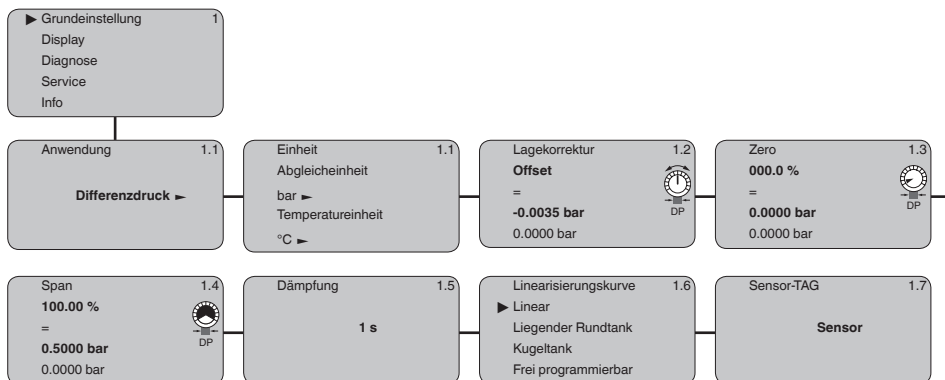 ▶ Grundeinstellung 1
Display
Diagnose
Service
Info
Anwendung 1.1
Differenzdruck ►
Einheit 1.1
Abgleicheinheit
bar ►
Temperatureinheit
°C ►
Lagekorrektur 1.2
Offset
=
-0.0035 bar
0.0000 bar
DP
Zero 1.3
000.0 %
=
0.0000 bar
0.0000 bar
DP
Span 1.4
100.00 %
=
0.5000 bar
0.0000 bar
DP
Dämpfung 1.5
1 s
Linearisierungskurve 1.6
▶ Linear
Liegender Rundtank
Kugeltank
Frei programmierbar
Sensor-TAG 1.7
Sensor